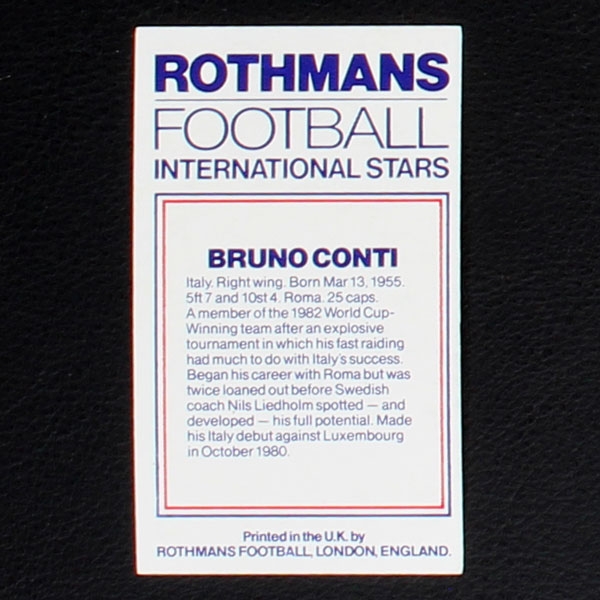 ROTHMANS
FOOTBALL
INTERNATIONAL STARS
BRUNO CONTI
Italy. Right wing. Born Mar 13, 1955.
5ft 7 and 10st 4. Roma. 25 caps.
A member of the 1982 World Cup-
Winning team after an explosive
tournament in which his fast raiding
had much to do with Italy's success.
Began his career with Roma but was
twice loaned out before Swedish
coach Nils Liedholm spotted — and
developed — his full potential. Made
his Italy debut against Luxembourg
in October 1980.
Printed in the U.K. by
ROTHMANS FOOTBALL, LONDON, ENGLAND.